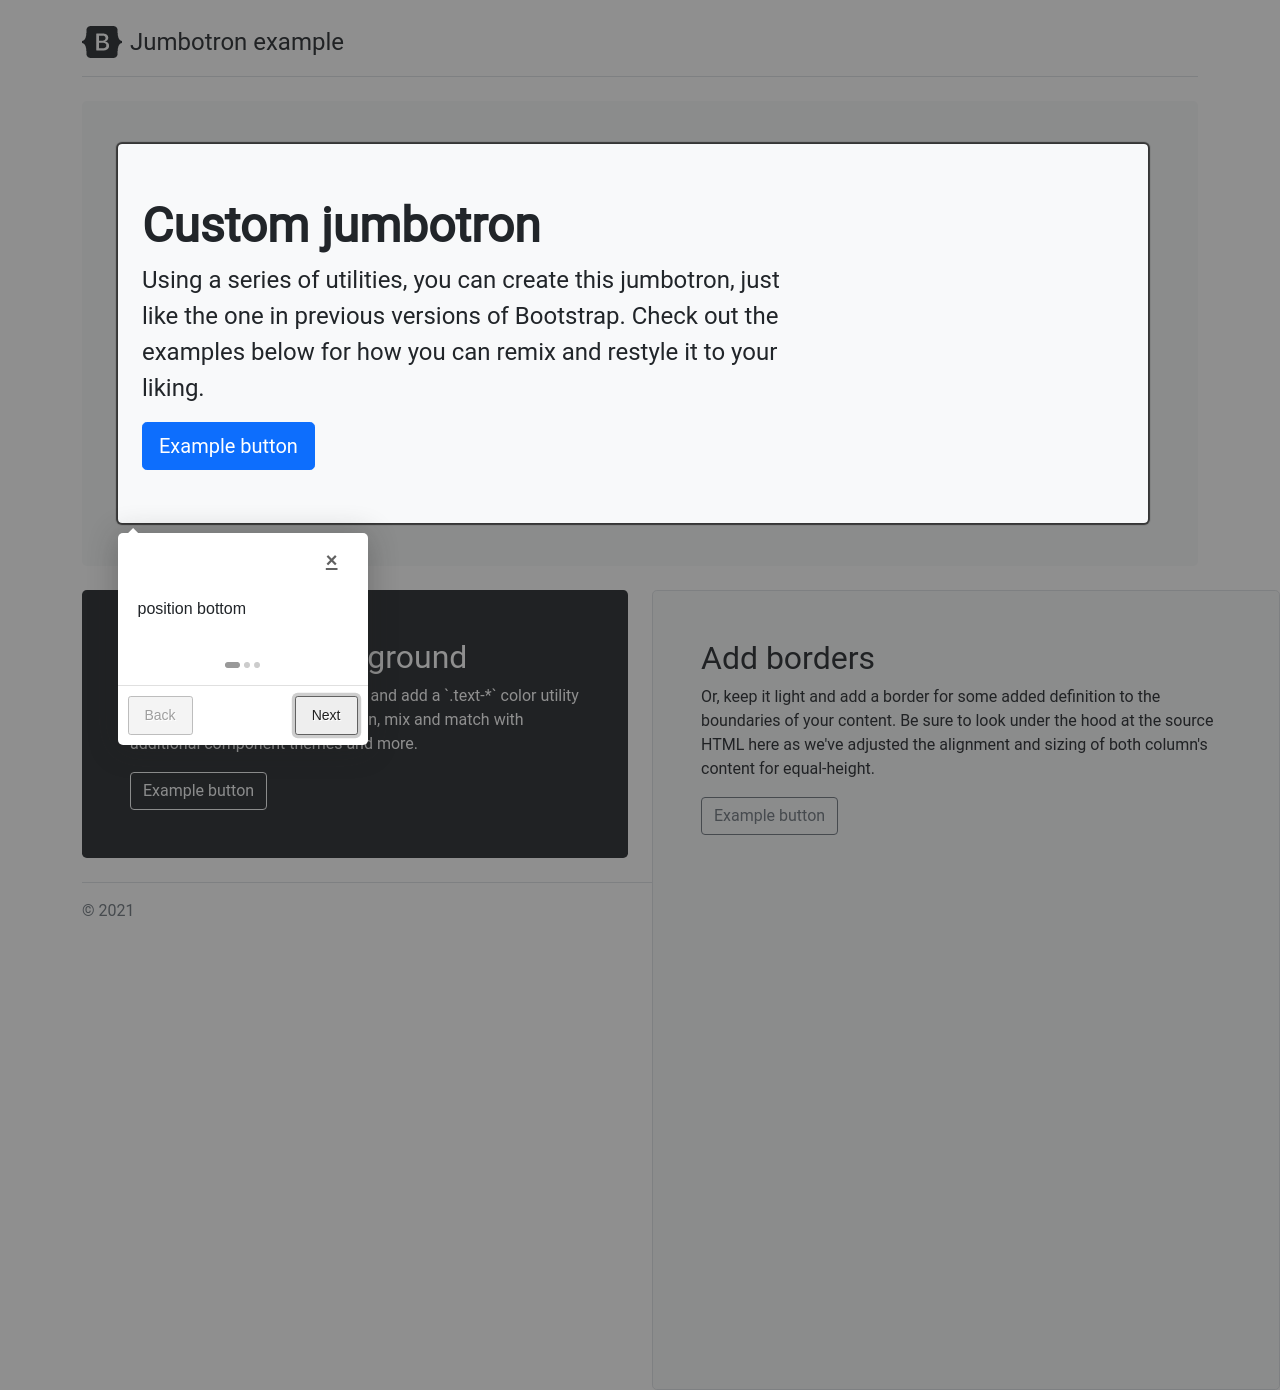 B Jumbotron example
Custom jumbotron
Using a series of utilities, you can create this jumbotron, just
like the one in previous versions of Bootstrap. Check out the
examples below for how you can remix and restyle it to your
liking.
Example button
×
position bottom
Back
Next
ground
and add a `.text-*` color utility
n, mix and match with
additional component themes and more.
Example button
Add borders
Or, keep it light and add a border for some added definition to the
boundaries of your content. Be sure to look under the hood at the source
HTML here as we've adjusted the alignment and sizing of both column's
content for equal-height.
Example button
© 2021